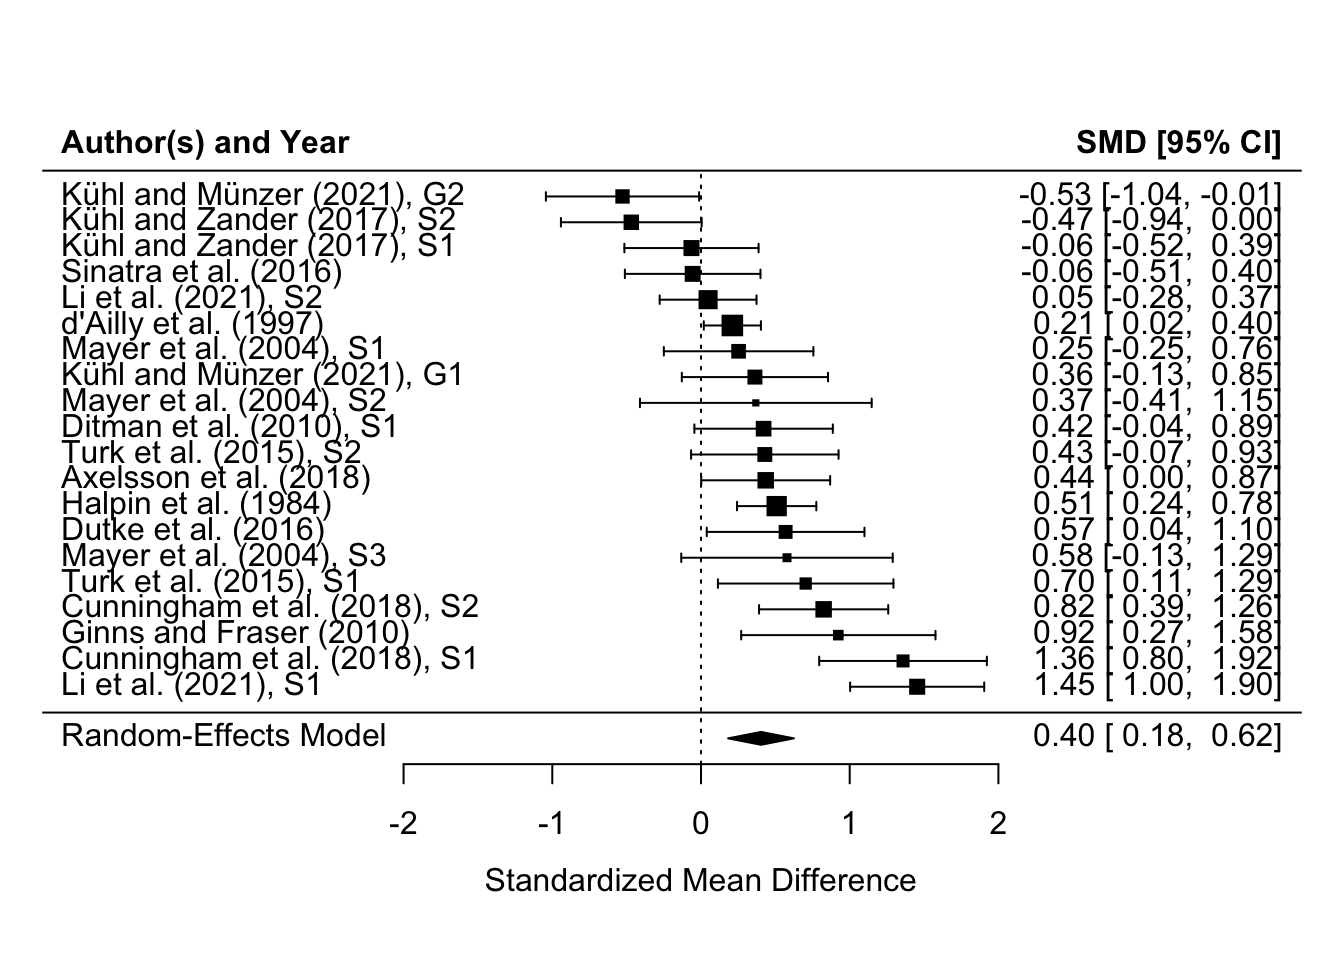 Author(s) and Year SMD [95% CI]
Kühl and Münzer (2021), G2 -0.53 [-1.04, -0.01]
Kühl and Zander (2017), S2 -0.47 [-0.94, 0.00]
Kühl and Zander (2017), S1 -0.06 [-0.52, 0.39]
Sinatra et al. (2016) -0.06 [-0.51, 0.40]
Li et al. (2021), S2 0.05 [-0.28, 0.37]
d'Ailly et al. (1997) 0.21 [ 0.02, 0.40]
Mayer et al. (2004), S1 0.25 [-0.25, 0.76]
Kühl and Münzer (2021), G1 0.36 [-0.13, 0.85]
Mayer et al. (2004), S2 0.37 [-0.41, 1.15]
Ditman et al. (2010), S1 0.42 [-0.04, 0.89]
Turk et al. (2015), S2 0.43 [-0.07, 0.93]
Axelsson et al. (2018) 0.44 [ 0.00, 0.87]
Halpin et al. (1984) 0.51 [ 0.24, 0.78]
Dutke et al. (2016) 0.57 [ 0.04, 1.10]
Mayer et al. (2004), S3 0.58 [-0.13, 1.29]
Turk et al. (2015), S1 0.70 [ 0.11, 1.29]
Cunningham et al. (2018), S2 0.82 [ 0.39, 1.26]
Ginns and Fraser (2010) 0.92 [ 0.27, 1.58]
Cunningham et al. (2018), S1 1.36 [ 0.80, 1.92]
Li et al. (2021), S1 1.45 [ 1.00, 1.90]
Random-Effects Model 0.40 [ 0.18, 0.62]
-2 -1 0 1 2
Standardized Mean Difference